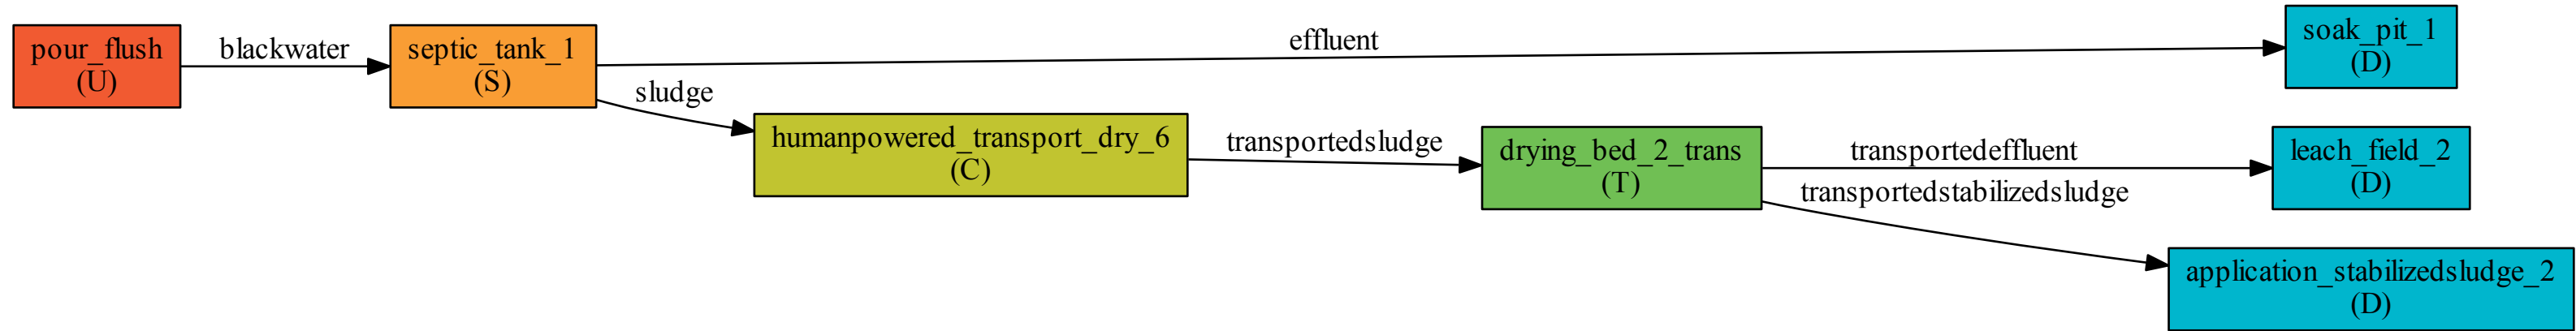 pour_flush
(U)
blackwater
septic_tank_1
(S)
effluent
sludge
humanpowered_transport_dry_6
(C)
transportedsludge
drying_bed_2_trans
(T)
transportedeffluent
transportedstabilizedsludge
soak_pit_1
(D)
leach_field_2
(D)
application_stabilizedsludge_2
(D)